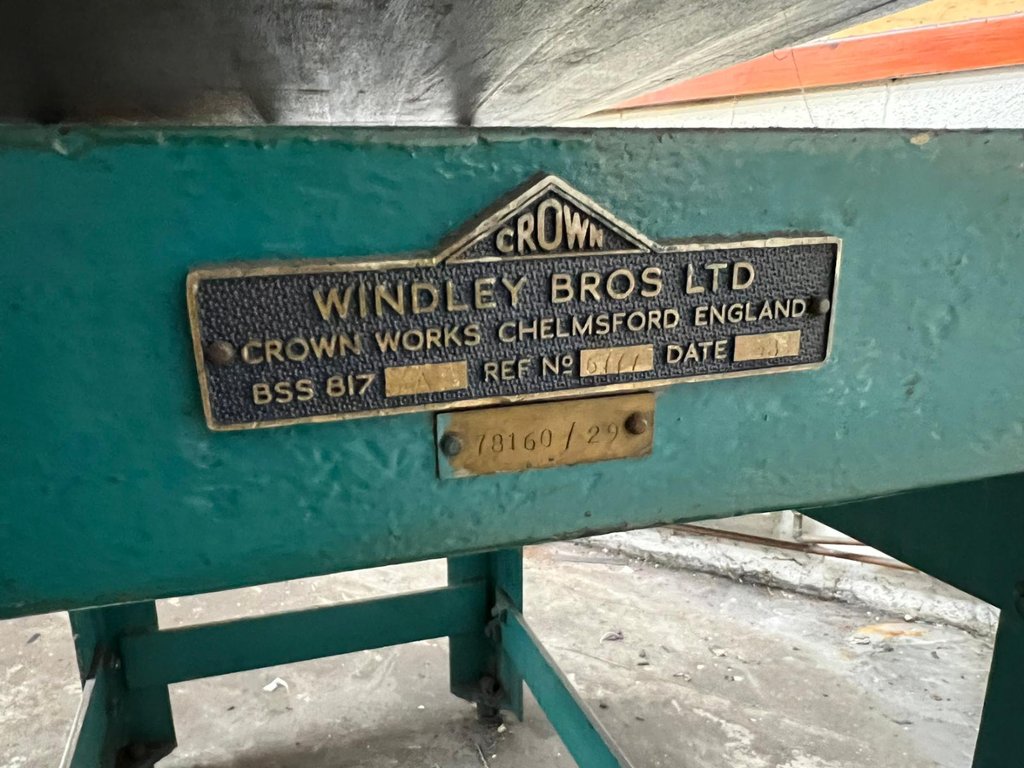 CROWN
WINDLEY BROS LTD
CROWN WORKS CHELMSFORD ENGLAND
BSS 817 A REF Nº DATE
78160/29